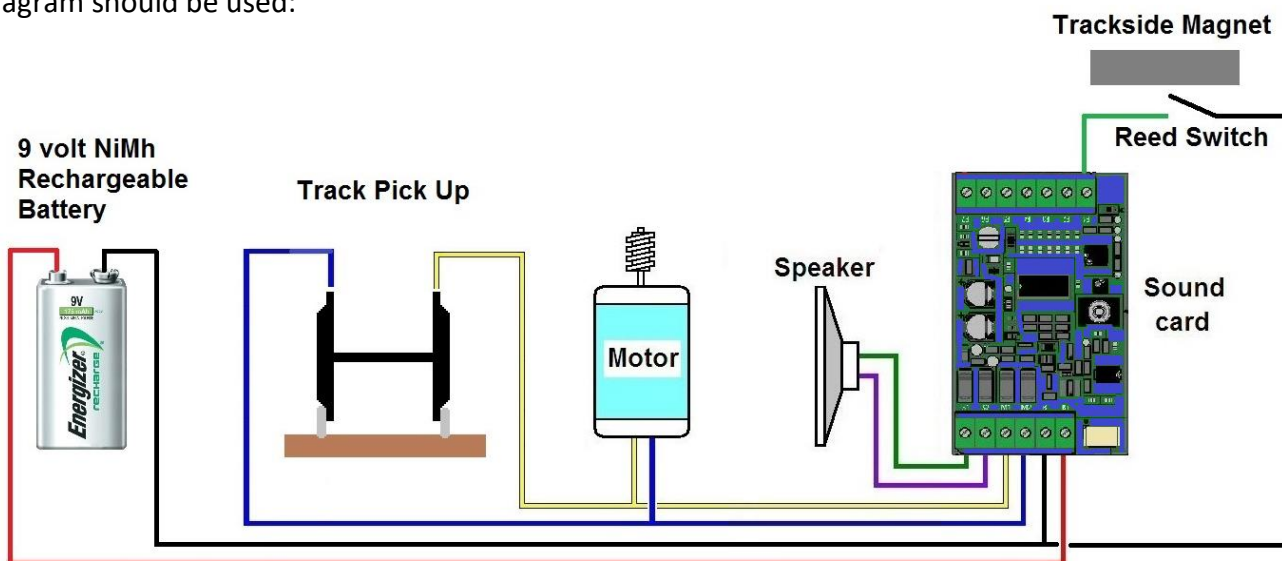 agram should be used:
Trackside Magnet
Reed Switch
9 volt NiMh
Rechargeable
Battery
Track Pick Up
Speaker
Motor
Sound
card
9V
Energizer
recharge